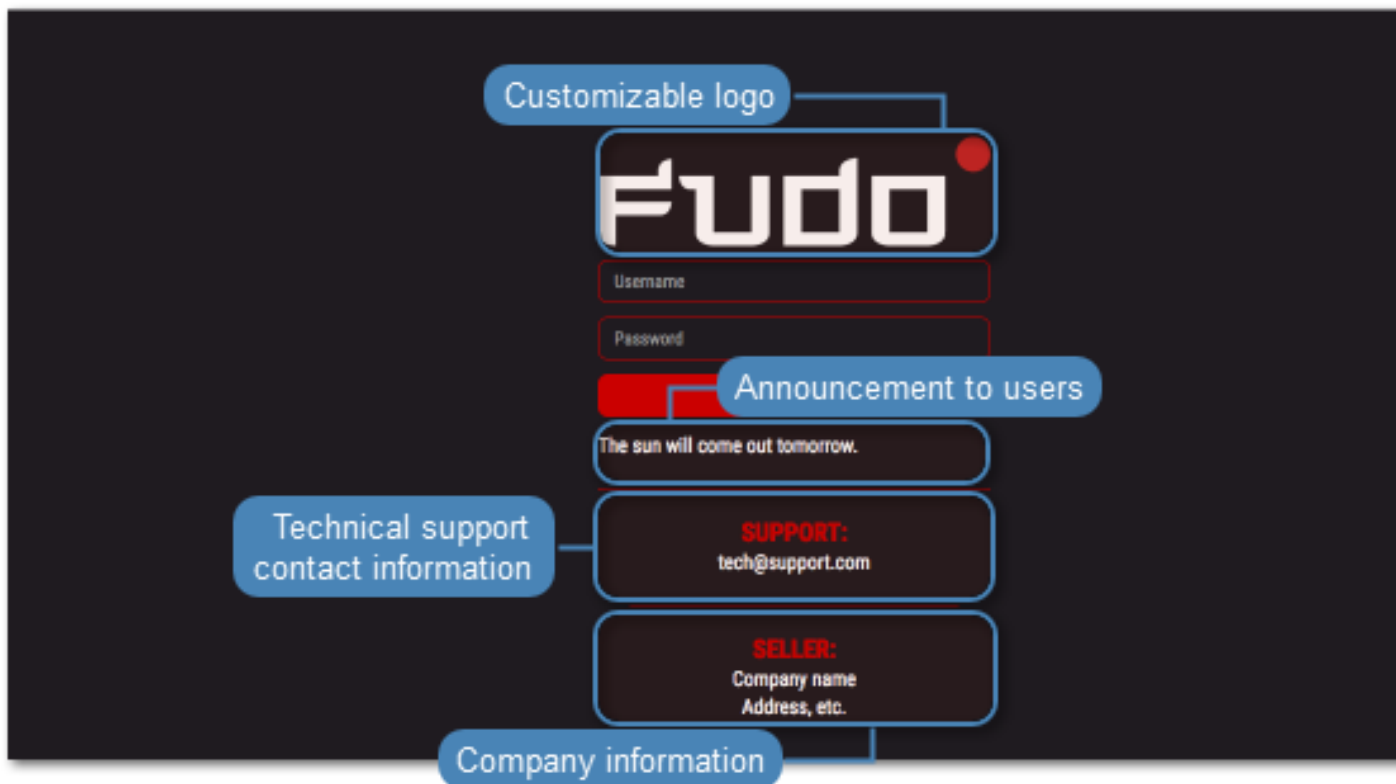 Customizable logo
FUDO
Username
Password
Announcement to users
The sun will come out tomorrow.
Technical support
contact information
SUPPORT:
tech@support.com
SELLER:
Company name
Address, etc.
Company information